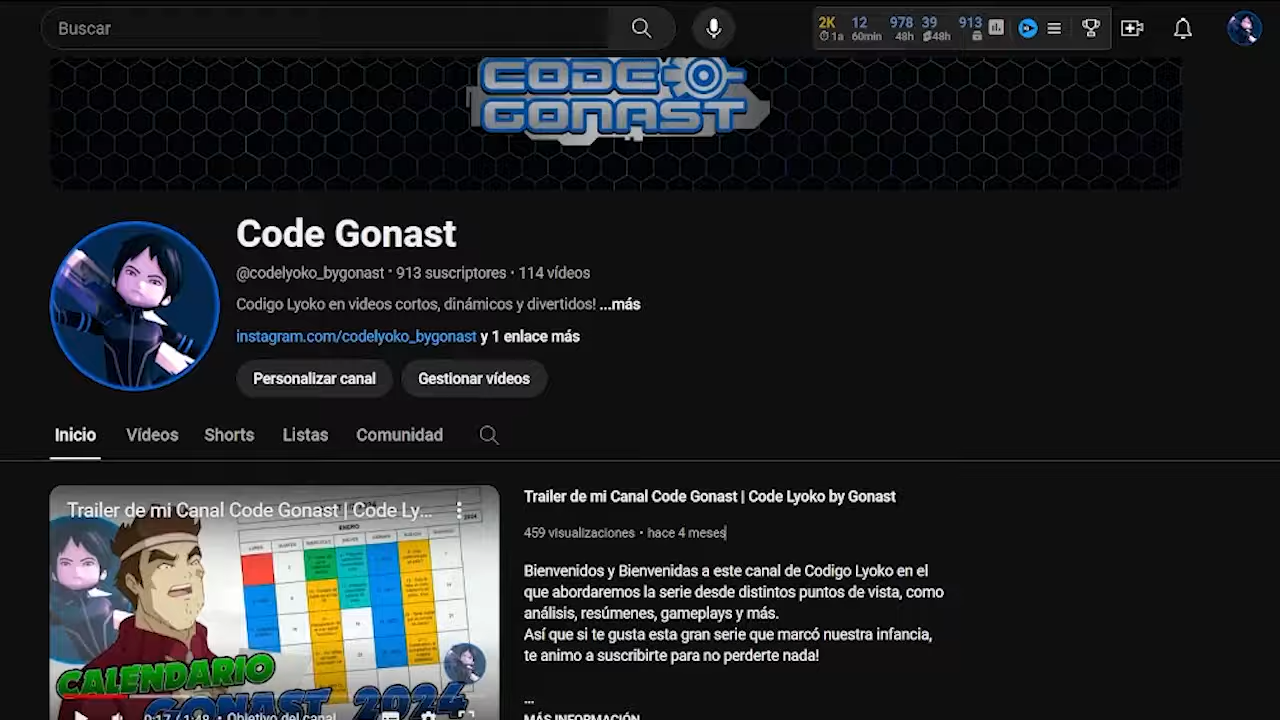 Buscar
2K 12 978 39 913
1a 60min 48h 48h
CODE
GONAST
Code Gonast
@codelyoko_bygonast • 913 suscriptores • 114 vídeos
Codigo Lyoko en videos cortos, dinámicos y divertidos! ...más
instagram.com/codelyoko_bygonast y 1 enlace más
Personalizar canal Gestionar vídeos
Inicio Vídeos Shorts Listas Comunidad
Trailer de mi Canal Code Gonast | Code Ly...
ENERO
2024
CALENDARIO
GONAST 2024
0:17 / 1:48 • Objetivo del canal
Trailer de mi Canal Code Gonast | Code Lyoko by Gonast
459 visualizaciones • hace 4 meses
Bienvenidos y Bienvenidas a este canal de Codigo Lyoko en el
que abordaremos la serie desde distintos puntos de vista, como
análisis, resúmenes, gameplays y más.
Así que si te gusta esta gran serie que marcó nuestra infancia,
te animo a suscribirte para no perderte nada!
...
MÁS INFORMACIÓN